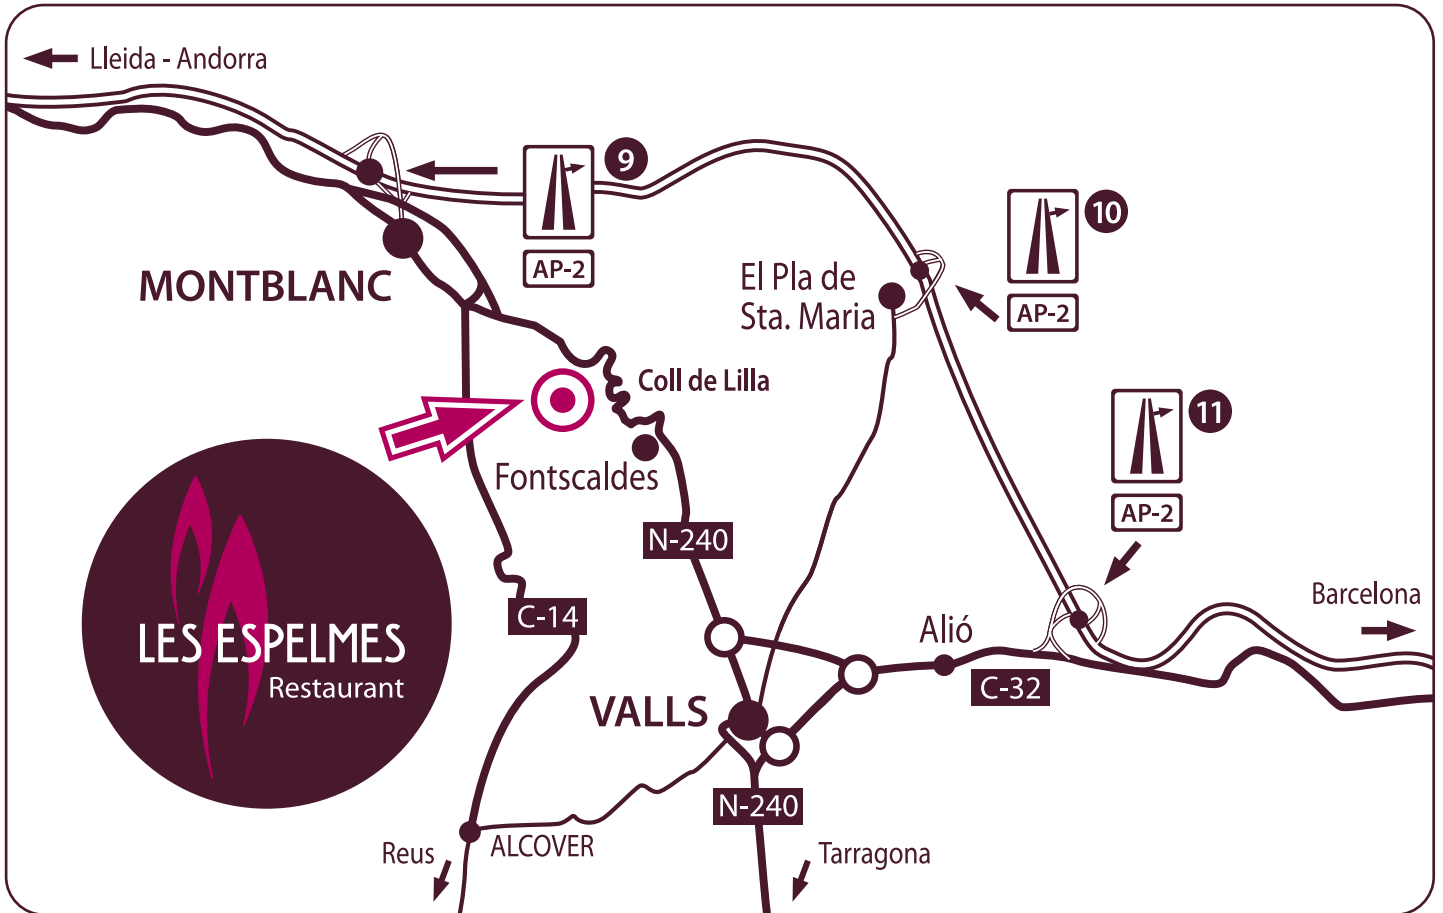 Lleida - Andorra
9
AP-2
10
AP-2
MONTBLANC
El Pla de
Sta. Maria
Coll de Lilla
11
AP-2
Fontscaldes
N-240
C-14
LES ESPELMES
Restaurant
Alió
Barcelona
C-32
VALLS
N-240
Reus
ALCOVER
Tarragona